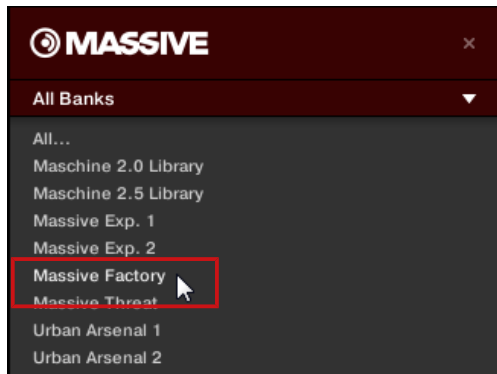 MASSIVE
All Banks
All...
Maschine 2.0 Library
Maschine 2.5 Library
Massive Exp. 1
Massive Exp. 2
Massive Factory
Massive Threat
Urban Arsenal 1
Urban Arsenal 2